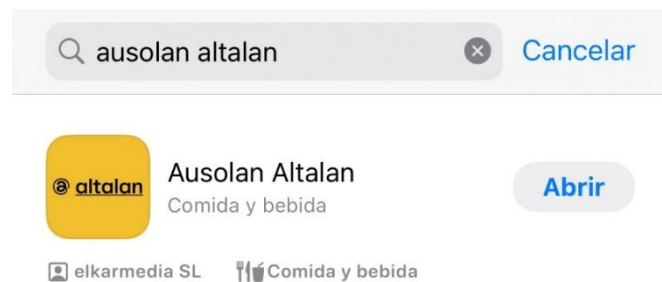 ausolan altalan Cancelar
@ altalan
Ausolan Altalan
Comida y bebida
Abrir
elkarmedia SL Comida y bebida